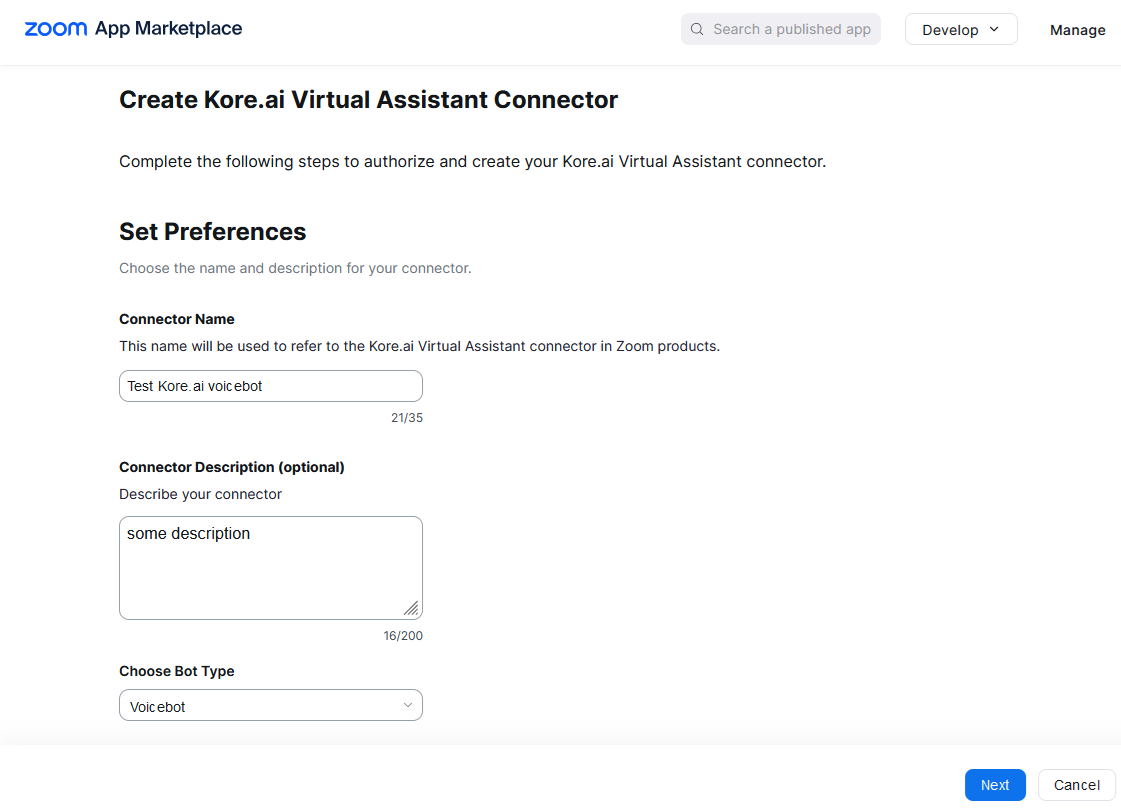 zoom App Marketplace
Search a published app
Develop
Manage
Create Kore.ai Virtual Assistant Connector
Complete the following steps to authorize and create your Kore.ai Virtual Assistant connector.
Set Preferences
Choose the name and description for your connector.
Connector Name
This name will be used to refer to the Kore.ai Virtual Assistant connector in Zoom products.
Test Kore.ai voicebot
21/35
Connector Description (optional)
Describe your connector
some description
16/200
Choose Bot Type
Voicebot
Next
Cancel